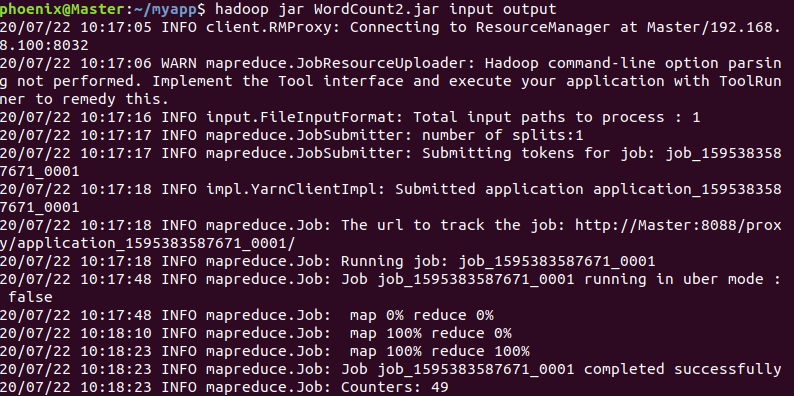 phoenix@Master:~/myapp$ hadoop jar WordCount2.jar input output
20/07/22 10:17:05 INFO client.RMProxy: Connecting to ResourceManager at Master/192.168.
8.100:8032
20/07/22 10:17:06 WARN mapreduce.JobResourceUploader: Hadoop command-line option parsin
g not performed. Implement the Tool interface and execute your application with ToolRun
ner to remedy this.
20/07/22 10:17:16 INFO input.FileInputFormat: Total input paths to process : 1
20/07/22 10:17:17 INFO mapreduce.JobSubmitter: number of splits:1
20/07/22 10:17:17 INFO mapreduce.JobSubmitter: Submitting tokens for job: job_159538358
7671_0001
20/07/22 10:17:18 INFO impl.YarnClientImpl: Submitted application application_159538358
7671_0001
20/07/22 10:17:18 INFO mapreduce.Job: The url to track the job: http://Master:8088/prox
y/application_1595383587671_0001/
20/07/22 10:17:18 INFO mapreduce.Job: Running job: job_1595383587671_0001
20/07/22 10:17:48 INFO mapreduce.Job: Job job_1595383587671_0001 running in uber mode :
 false
20/07/22 10:17:48 INFO mapreduce.Job:  map 0% reduce 0%
20/07/22 10:18:10 INFO mapreduce.Job:  map 100% reduce 0%
20/07/22 10:18:23 INFO mapreduce.Job:  map 100% reduce 100%
20/07/22 10:18:23 INFO mapreduce.Job: Job job_1595383587671_0001 completed successfully
20/07/22 10:18:23 INFO mapreduce.Job: Counters: 49